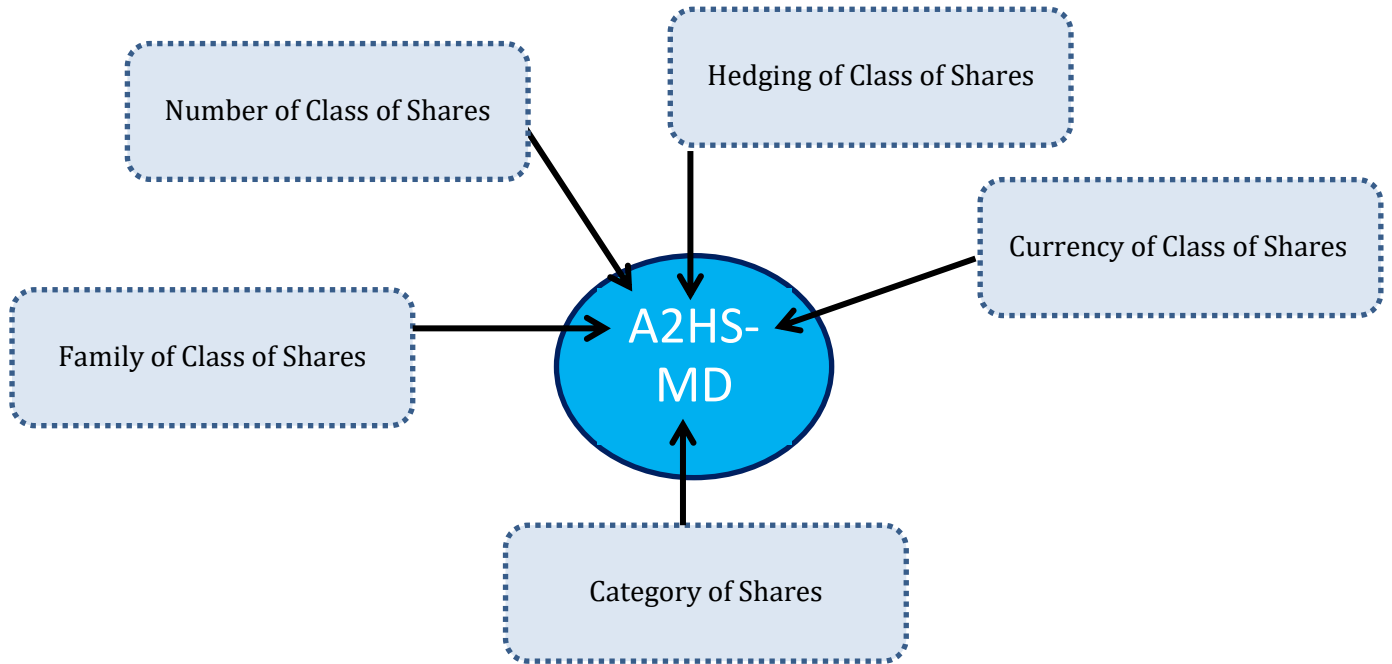 Hedging of Class of Shares
Number of Class of Shares
Currency of Class of Shares
A2HS-
MD
Family of Class of Shares
Category of Shares